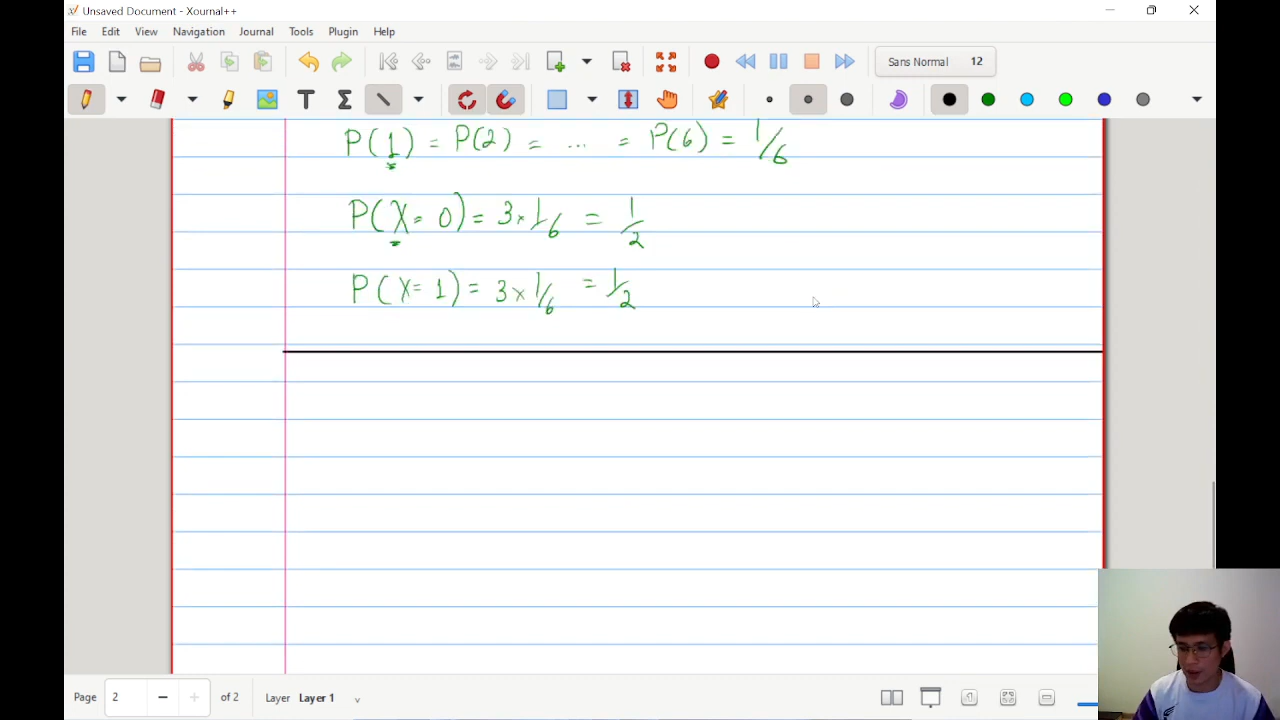 Unsaved Document - Xournal++
File Edit View Navigation Journal Tools Plugin Help
Sans Normal 12
P(1) = P(2) = ... = P(6) = 1/6
P(X = 0) = 3 × 1/6 = 1/2
P(X = 1) = 3 × 1/6 = 1/2
Page 2 of 2 Layer Layer 1